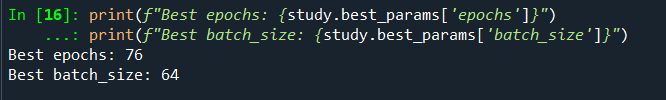 In [16]: print(f"Best epochs: {study.best_params['epochs']}")
    ...: print(f"Best batch_size: {study.best_params['batch_size']}")
Best epochs: 76
Best batch_size: 64